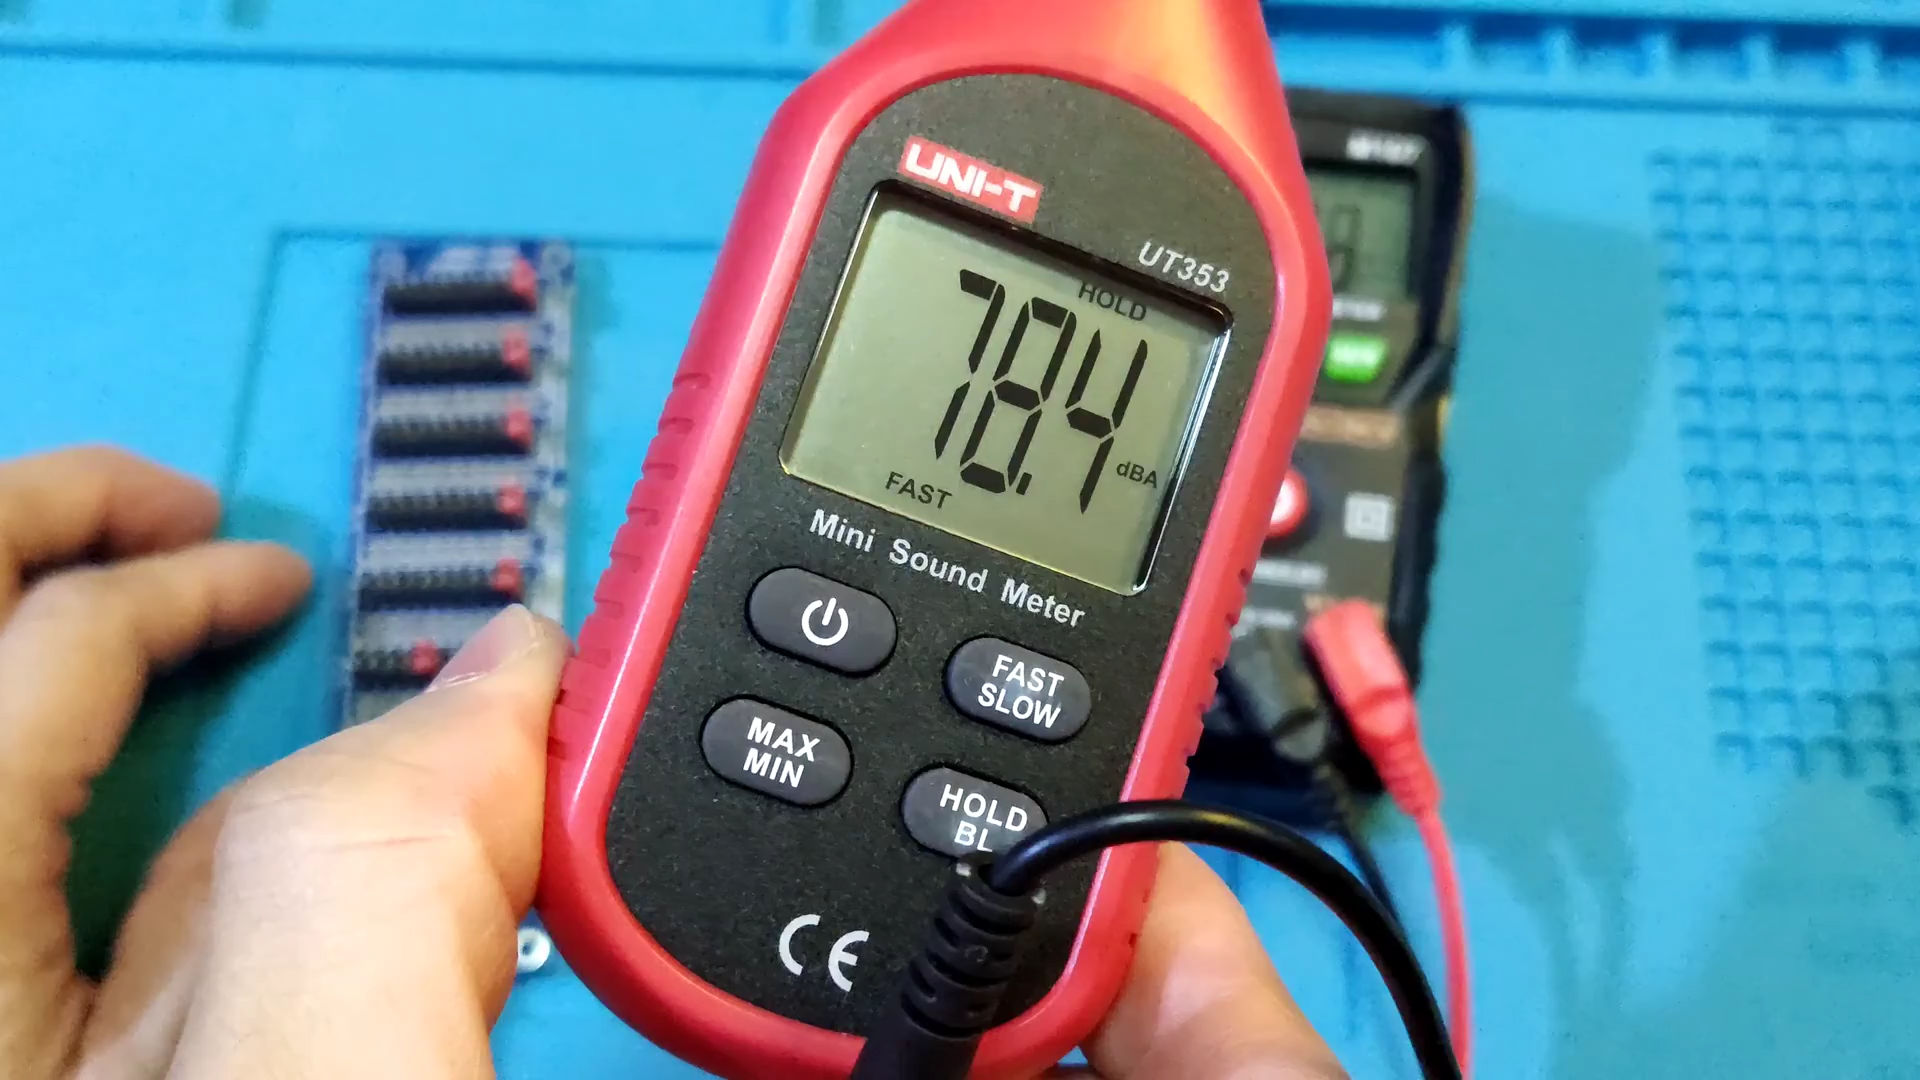 UNI-T
UT353
HOLD
78.4
dBA
FAST
Mini Sound Meter
FAST
SLOW
MAX
MIN
HOLD
BL
CE